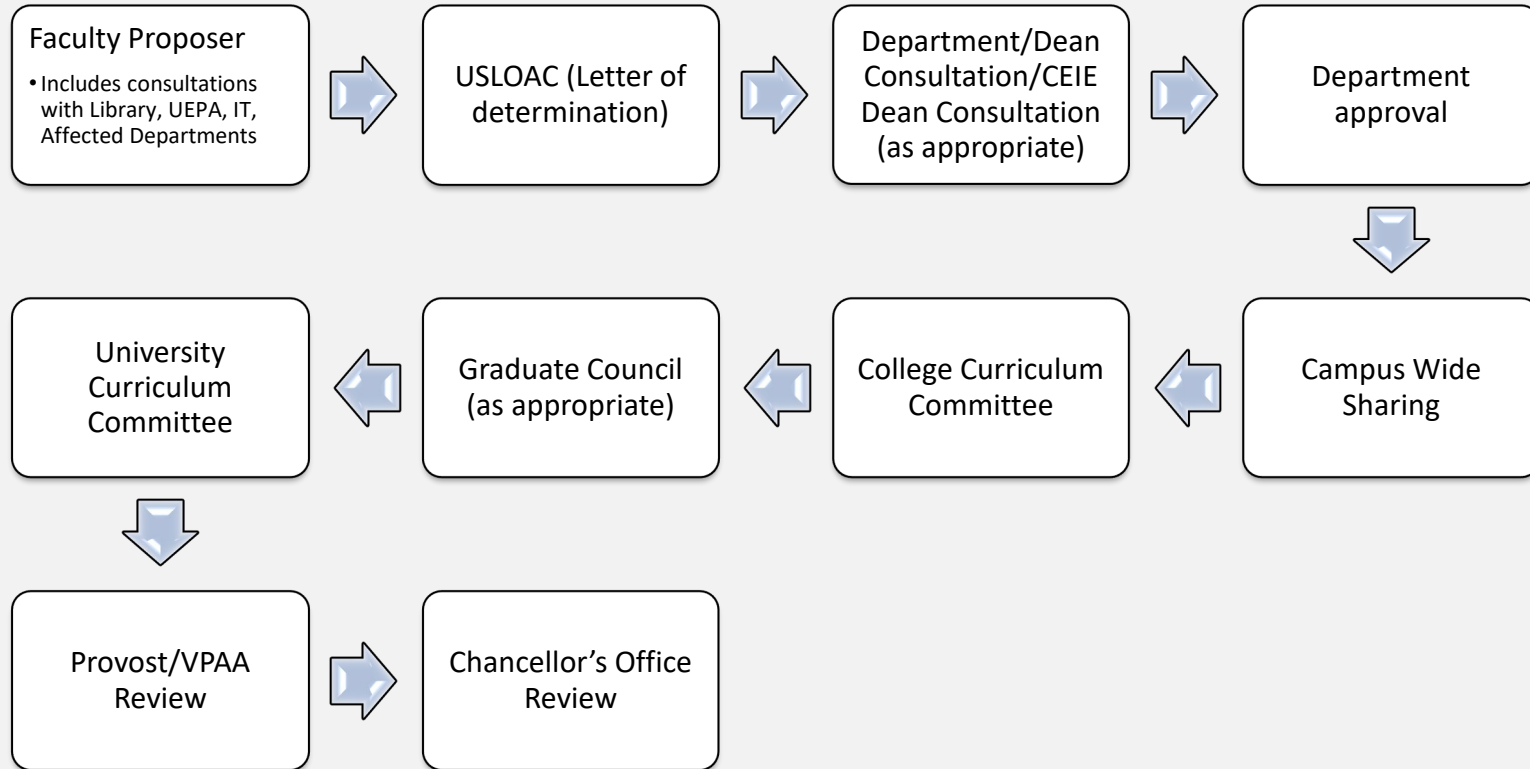 Faculty Proposer
• Includes consultations
with Library, UEPA, IT,
Affected Departments
USLOAC (Letter of
determination)
Department/Dean
Consultation/CEIE
Dean Consultation
(as appropriate)
Department
approval
Campus Wide
Sharing
College Curriculum
Committee
Graduate Council
(as appropriate)
University
Curriculum
Committee
Provost/VPAA
Review
Chancellor’s Office
Review